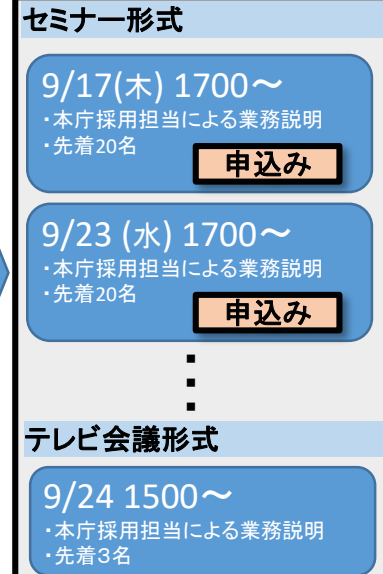 セミナー形式
9/17(木) 1700～
・本庁採用担当による業務説明
・先着20名
申込み
9/23 (水) 1700～
・本庁採用担当による業務説明
・先着20名
申込み
テレビ会議形式
9/24 1500～
・本庁採用担当による業務説明
・先着３名